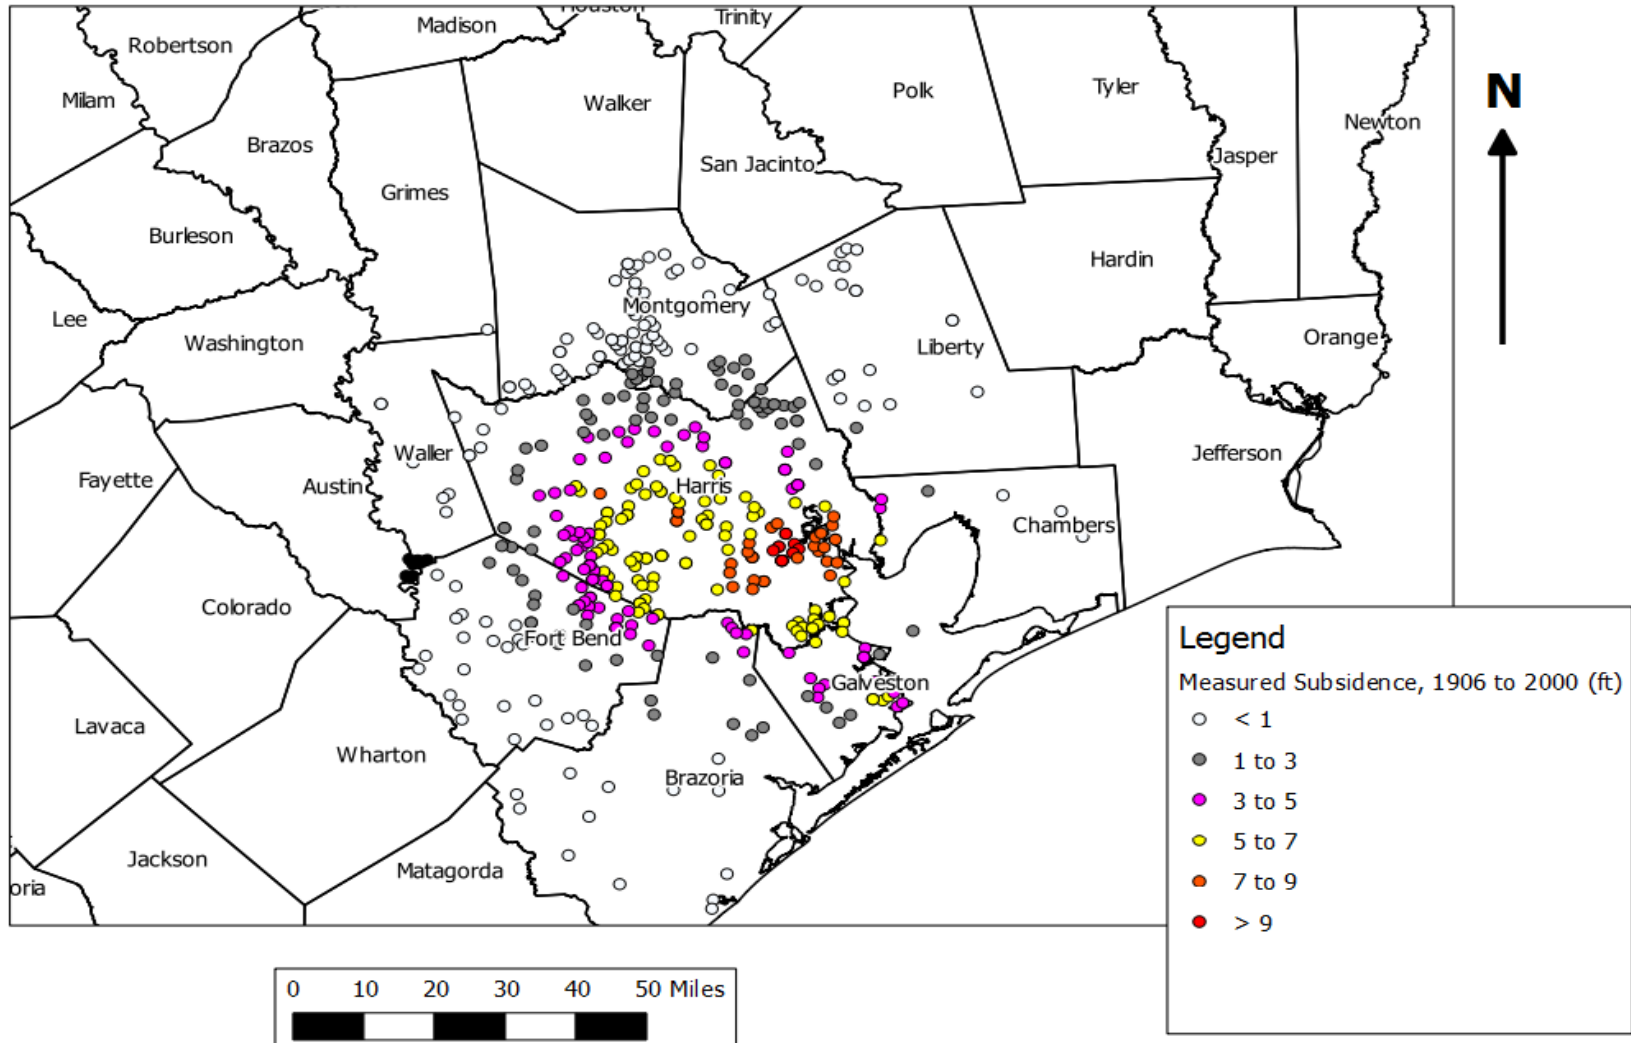 Houston
Trinity
Madison
Robertson
Polk
Tyler
Milam
Walker
Newton
Brazos
Jasper
San Jacinto
Grimes
Burleson
Hardin
Montgomery
Lee
Washington
Liberty
Orange
Waller
Jefferson
Fayette
Austin
Harris
Chambers
Colorado
Fort Bend
Galveston
Lavaca
Wharton
Brazoria
Jackson
Matagorda
oria
N
Legend
Measured Subsidence, 1906 to 2000 (ft)
< 1
1 to 3
3 to 5
5 to 7
7 to 9
> 9
0 10 20 30 40 50 Miles